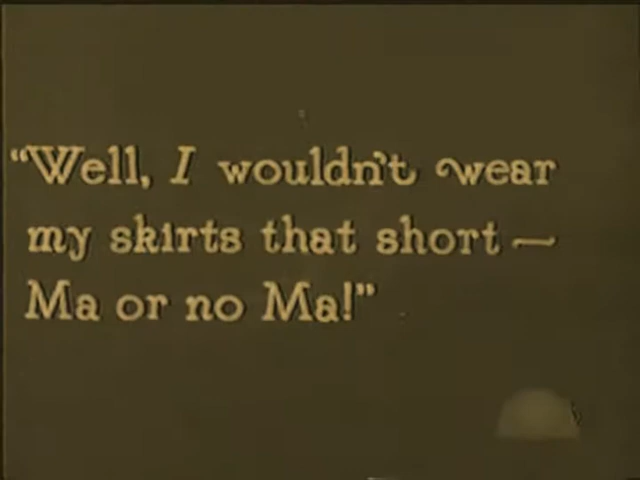 “Well, I wouldn't wear
my skirts that short —
Ma or no Ma!”